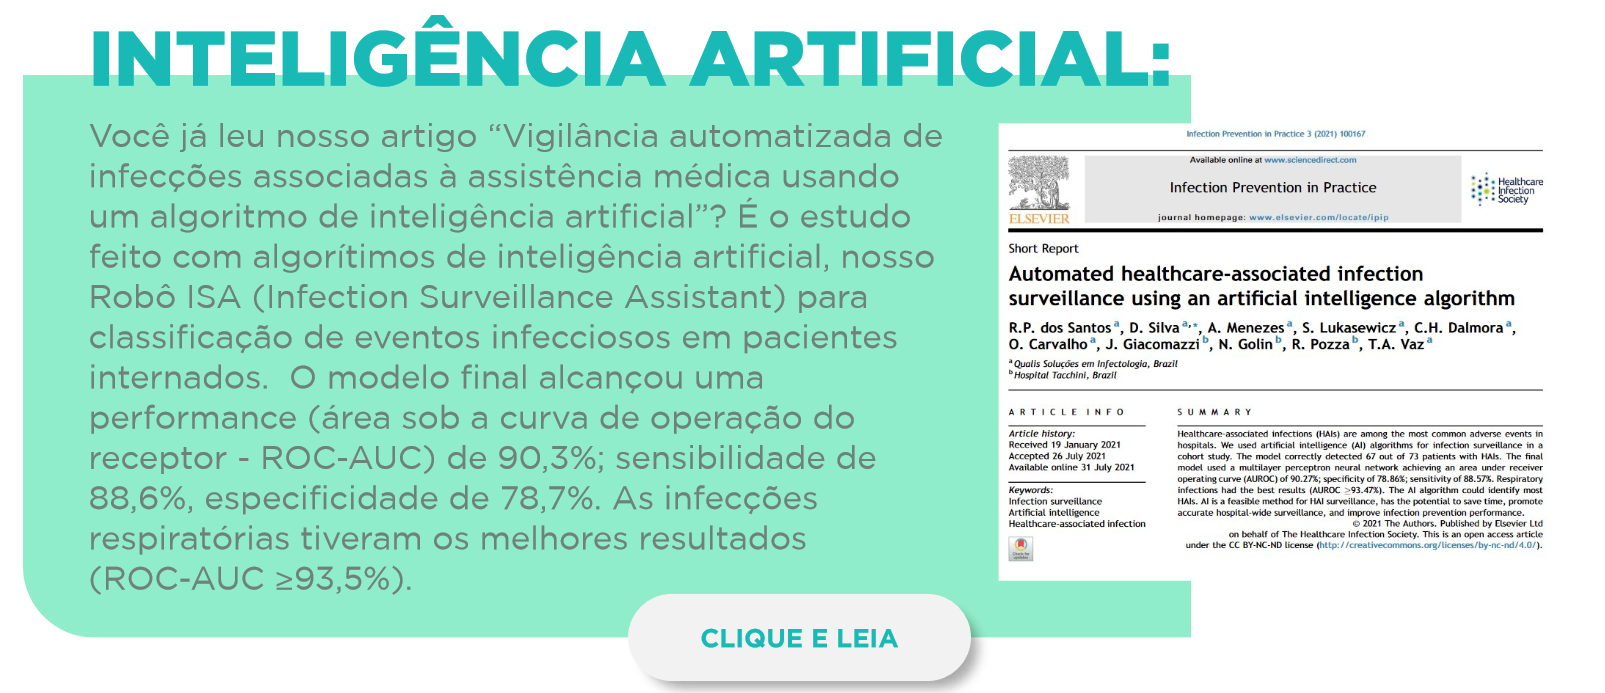 INTELIGÊNCIA ARTIFICIAL:
Você já leu nosso artigo “Vigilância automatizada de
infecções associadas à assistência médica usando
um algoritmo de inteligência artificial”? É o estudo
feito com algorítimos de inteligência artificial, nosso
Robô ISA (Infection Surveillance Assistant) para
classificação de eventos infecciosos em pacientes
internados.  O modelo final alcançou uma
performance (área sob a curva de operação do
receptor - ROC-AUC) de 90,3%; sensibilidade de
88,6%, especificidade de 78,7%. As infecções
respiratórias tiveram os melhores resultados
(ROC-AUC ≥93,5%).
CLIQUE E LEIA
Infection Prevention in Practice 3 (2021) 100167
Available online at www.sciencedirect.com
Infection Prevention in Practice
journal homepage: www.elsevier.com/locate/ipip
ELSEVIER
Healthcare
Infection
Society
Short Report
Automated healthcare-associated infection
surveillance using an artificial intelligence algorithm
R.P. dos Santos a, D. Silva a,*, A. Menezes a, S. Lukasewicz a, C.H. Dalmora a,
O. Carvalho a, J. Giacomazzi b, N. Golin b, R. Pozza b, T.A. Vaz a
a Qualis Soluções em Infectologia, Brazil
b Hospital Tacchini, Brazil
ARTICLE INFO
Article history:
Received 19 January 2021
Accepted 26 July 2021
Available online 31 July 2021
Keywords:
Infection surveillance
Artificial intelligence
Healthcare-associated infection
Check for
updates
SUMMARY
Healthcare-associated infections (HAIs) are among the most common adverse events in
hospitals. We used artificial intelligence (AI) algorithms for infection surveillance in a
cohort study. The model correctly detected 67 out of 73 patients with HAIs. The final
model used a multilayer perceptron neural network achieving an area under receiver
operating curve (AUROC) of 90.27%; specificity of 78.86%; sensitivity of 88.57%. Respiratory
infections had the best results (AUROC ≥93.47%). The AI algorithm could identify most
HAIs. AI is a feasible method for HAI surveillance, has the potential to save time, promote
accurate hospital-wide surveillance, and improve infection prevention performance.
© 2021 The Authors. Published by Elsevier Ltd
on behalf of The Healthcare Infection Society. This is an open access article
under the CC BY-NC-ND license (http://creativecommons.org/licenses/by-nc-nd/4.0/).